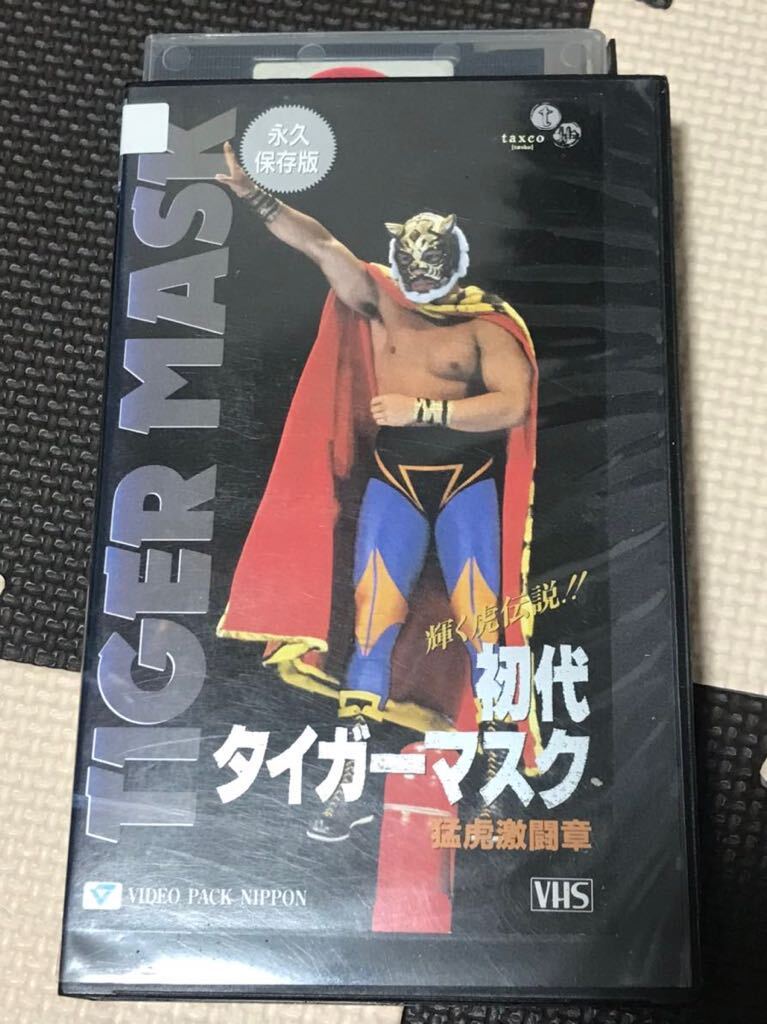 永久
保存版
taxco
TIGER MASK
輝く虎伝説!!
初代
タイガーマスク
猛虎激闘章
VIDEO PACK NIPPON
VHS